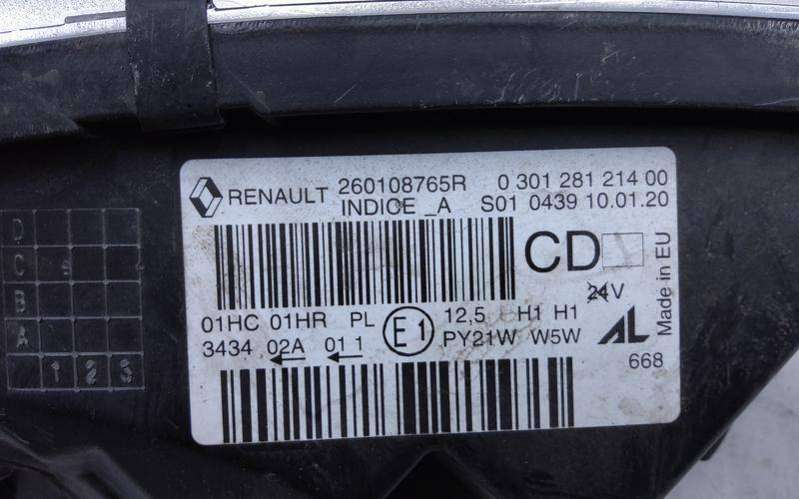 RENAULT 260108765R 0 301 281 214 00
INDICE _A S01 0439 10.01.20
CD
Made in EU
01HC 01HR PL E1 12,5 H1 H1 24V
3434 02A 01 1 PY21W W5W AL
668
D
C
B
A
1 2 3